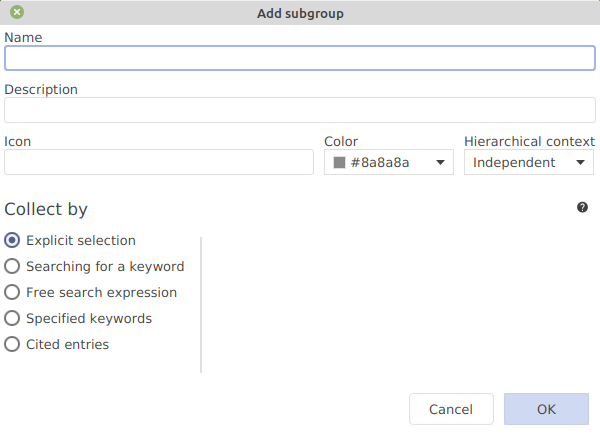 Add subgroup
Name
Description
Icon
Color
Hierarchical context
#8a8a8a
Independent
Collect by
Explicit selection
Searching for a keyword
Free search expression
Specified keywords
Cited entries
Cancel
OK